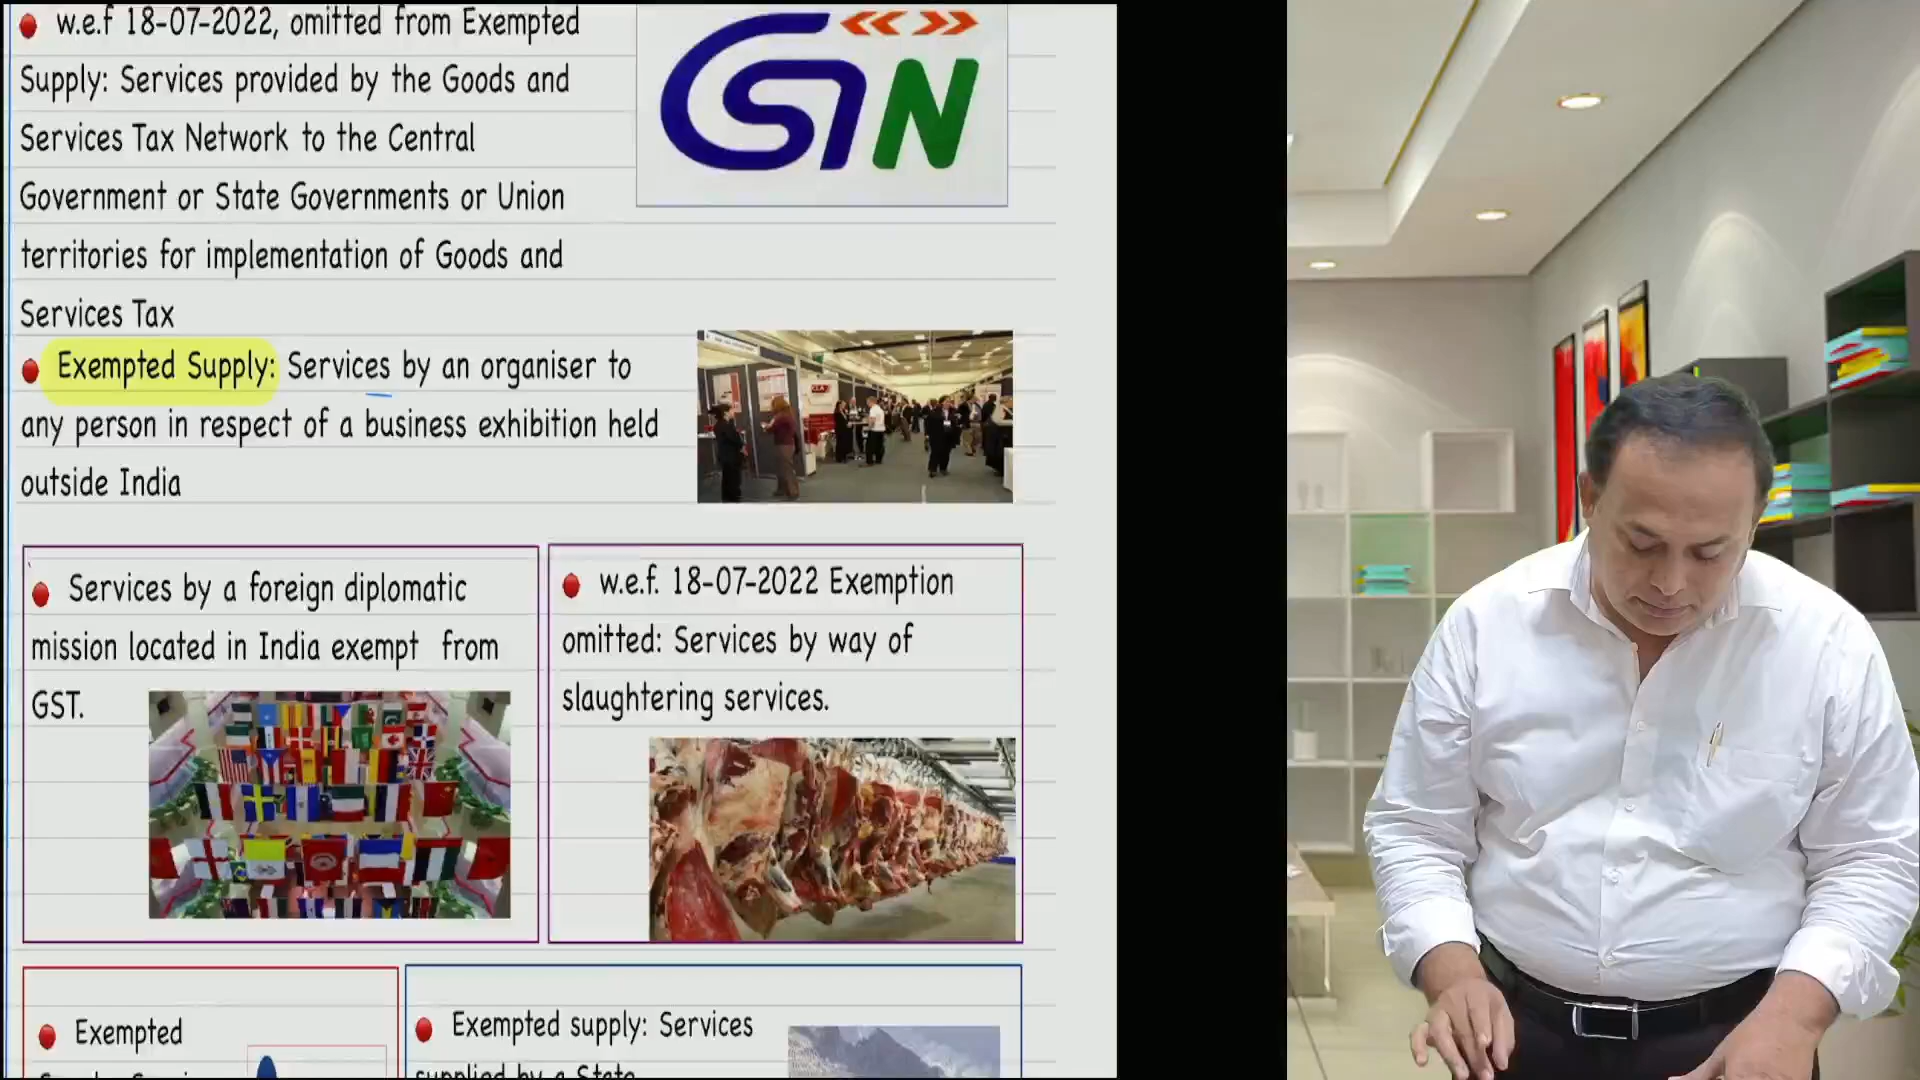 w.e.f 18-07-2022, omitted from Exempted
Supply: Services provided by the Goods and
Services Tax Network to the Central
Government or State Governments or Union
territories for implementation of Goods and
Services Tax
GSTN
Exempted Supply: Services by an organiser to
any person in respect of a business exhibition held
outside India
Services by a foreign diplomatic
mission located in India exempt from
GST.
w.e.f. 18-07-2022 Exemption
omitted: Services by way of
slaughtering services.
Exempted
Exempted supply: Services
supplied by a State